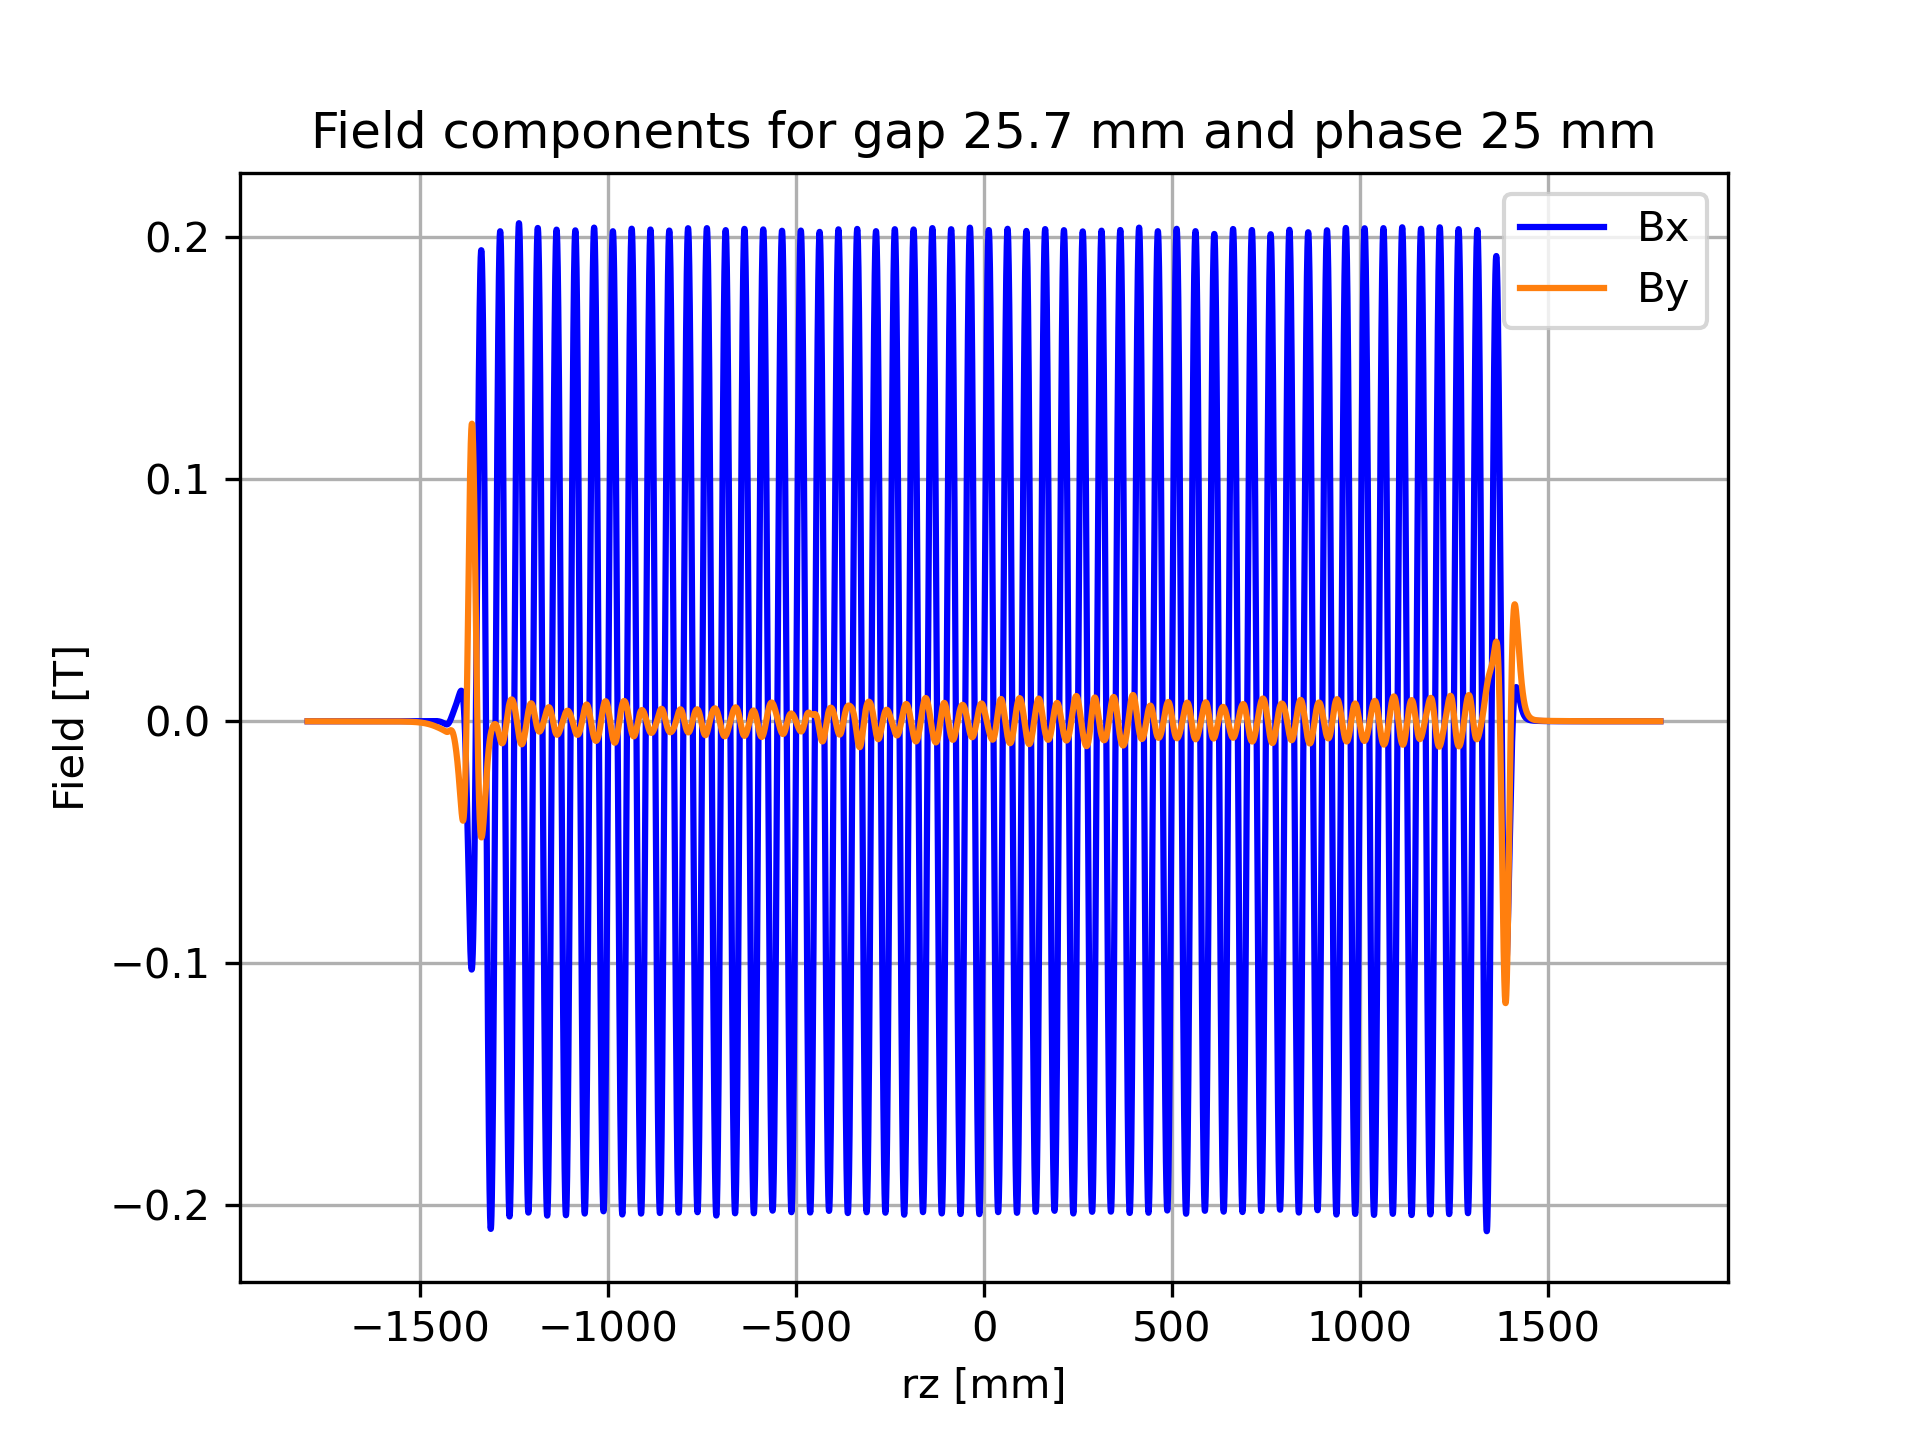 Field components for gap 25.7 mm and phase 25 mm
Bx
By
0.2
0.1
0.0
−0.1
−0.2
Field [T]
−1500 −1000 −500 0 500 1000 1500
rz [mm]